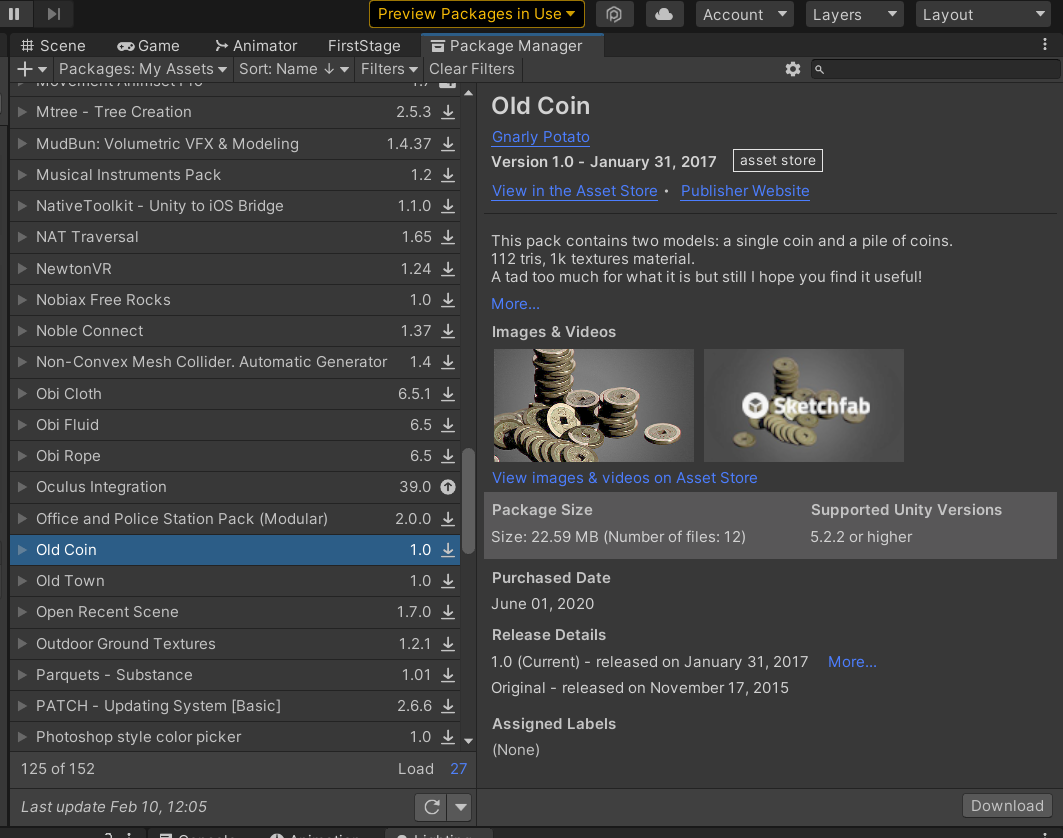 Preview Packages in Use
Account
Layers
Layout
Scene
Game
Animator
FirstStage
Package Manager
Packages: My Assets
Sort: Name ↓
Filters
Clear Filters
Movement Animset Pro 1.7
Mtree - Tree Creation 2.5.3
MudBun: Volumetric VFX & Modeling 1.4.37
Musical Instruments Pack 1.2
NativeToolkit - Unity to iOS Bridge 1.1.0
NAT Traversal 1.65
NewtonVR 1.24
Nobiax Free Rocks 1.0
Noble Connect 1.37
Non-Convex Mesh Collider. Automatic Generator 1.4
Obi Cloth 6.5.1
Obi Fluid 6.5
Obi Rope 6.5
Oculus Integration 39.0
Office and Police Station Pack (Modular) 2.0.0
Old Coin 1.0
Old Town 1.0
Open Recent Scene 1.7.0
Outdoor Ground Textures 1.2.1
Parquets - Substance 1.01
PATCH - Updating System [Basic] 2.6.6
Photoshop style color picker 1.0
125 of 152
Load 27
Last update Feb 10, 12:05
Old Coin
Gnarly Potato
Version 1.0 - January 31, 2017 asset store
View in the Asset Store • Publisher Website
This pack contains two models: a single coin and a pile of coins.
112 tris, 1k textures material.
A tad too much for what it is but still I hope you find it useful!
More...
Images & Videos
Sketchfab
View images & videos on Asset Store
Package Size
Size: 22.59 MB (Number of files: 12)
Supported Unity Versions
5.2.2 or higher
Purchased Date
June 01, 2020
Release Details
1.0 (Current) - released on January 31, 2017 More...
Original - released on November 17, 2015
Assigned Labels
(None)
Download
Console
Animation
Lighting